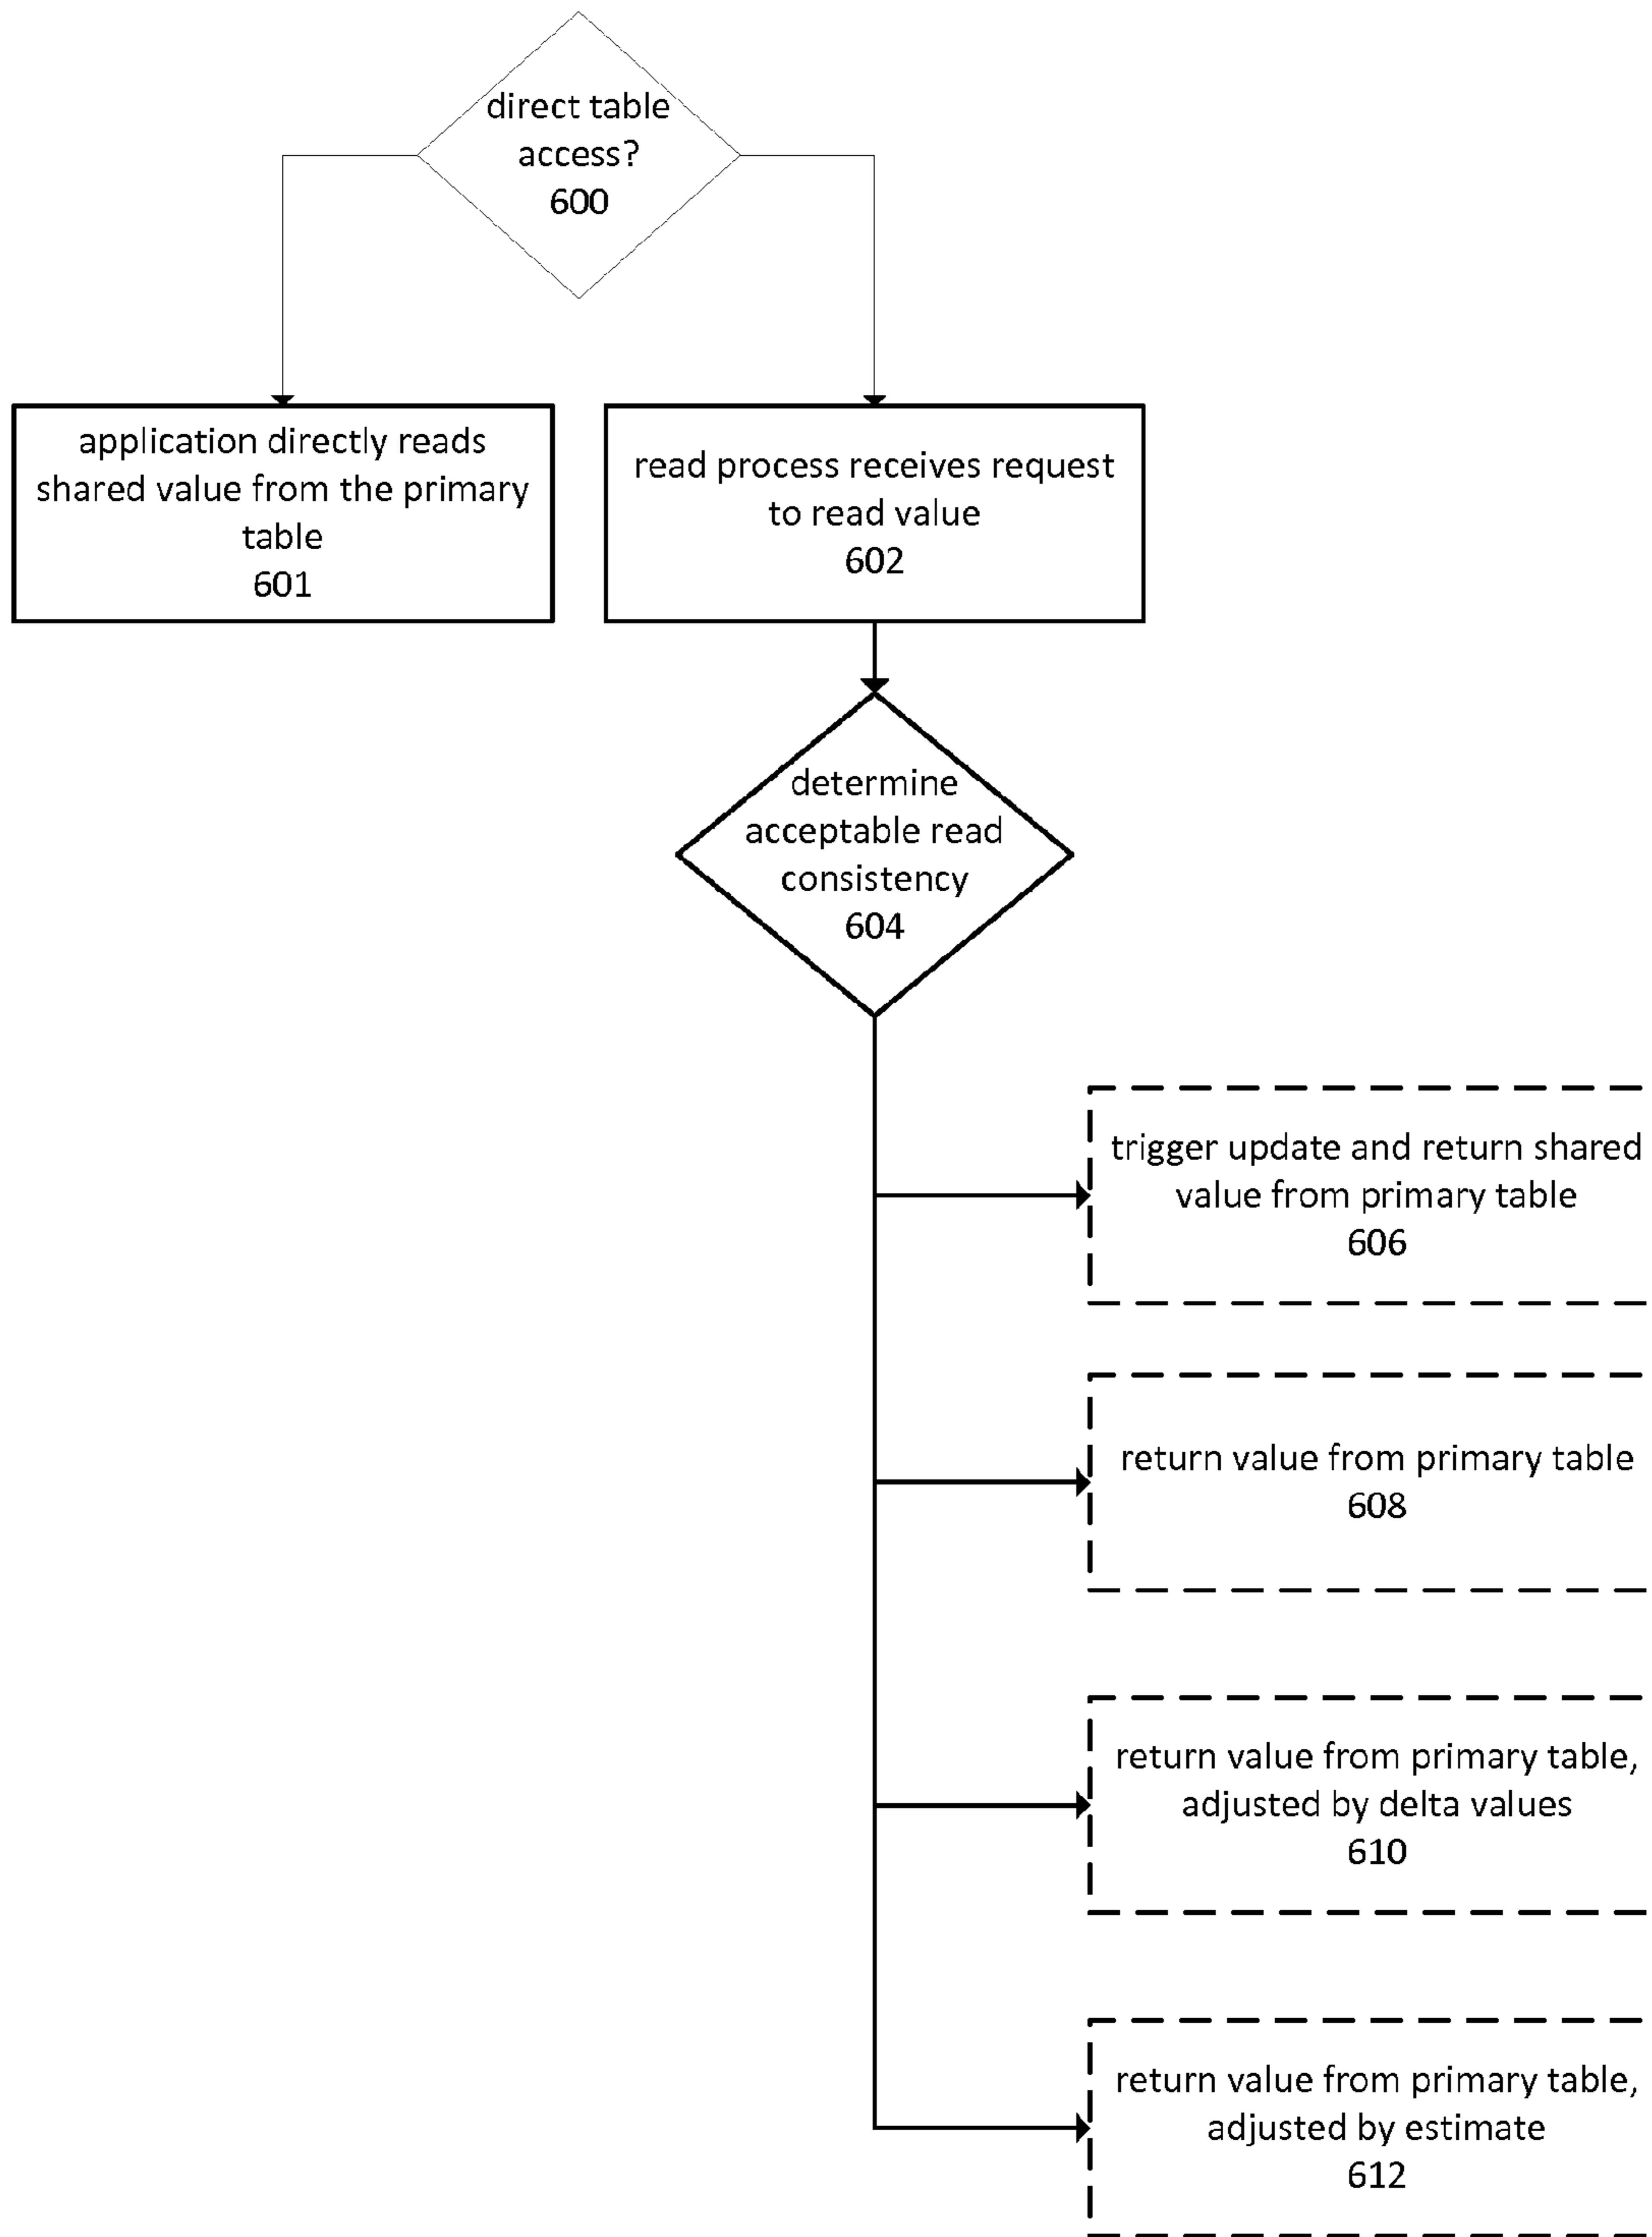 direct table
access?
600
application directly reads
shared value from the primary
table
601
read process receives request
to read value
602
determine
acceptable read
consistency
604
trigger update and return shared
value from primary table
606
return value from primary table
608
return value from primary table,
adjusted by delta values
610
return value from primary table,
adjusted by estimate
612